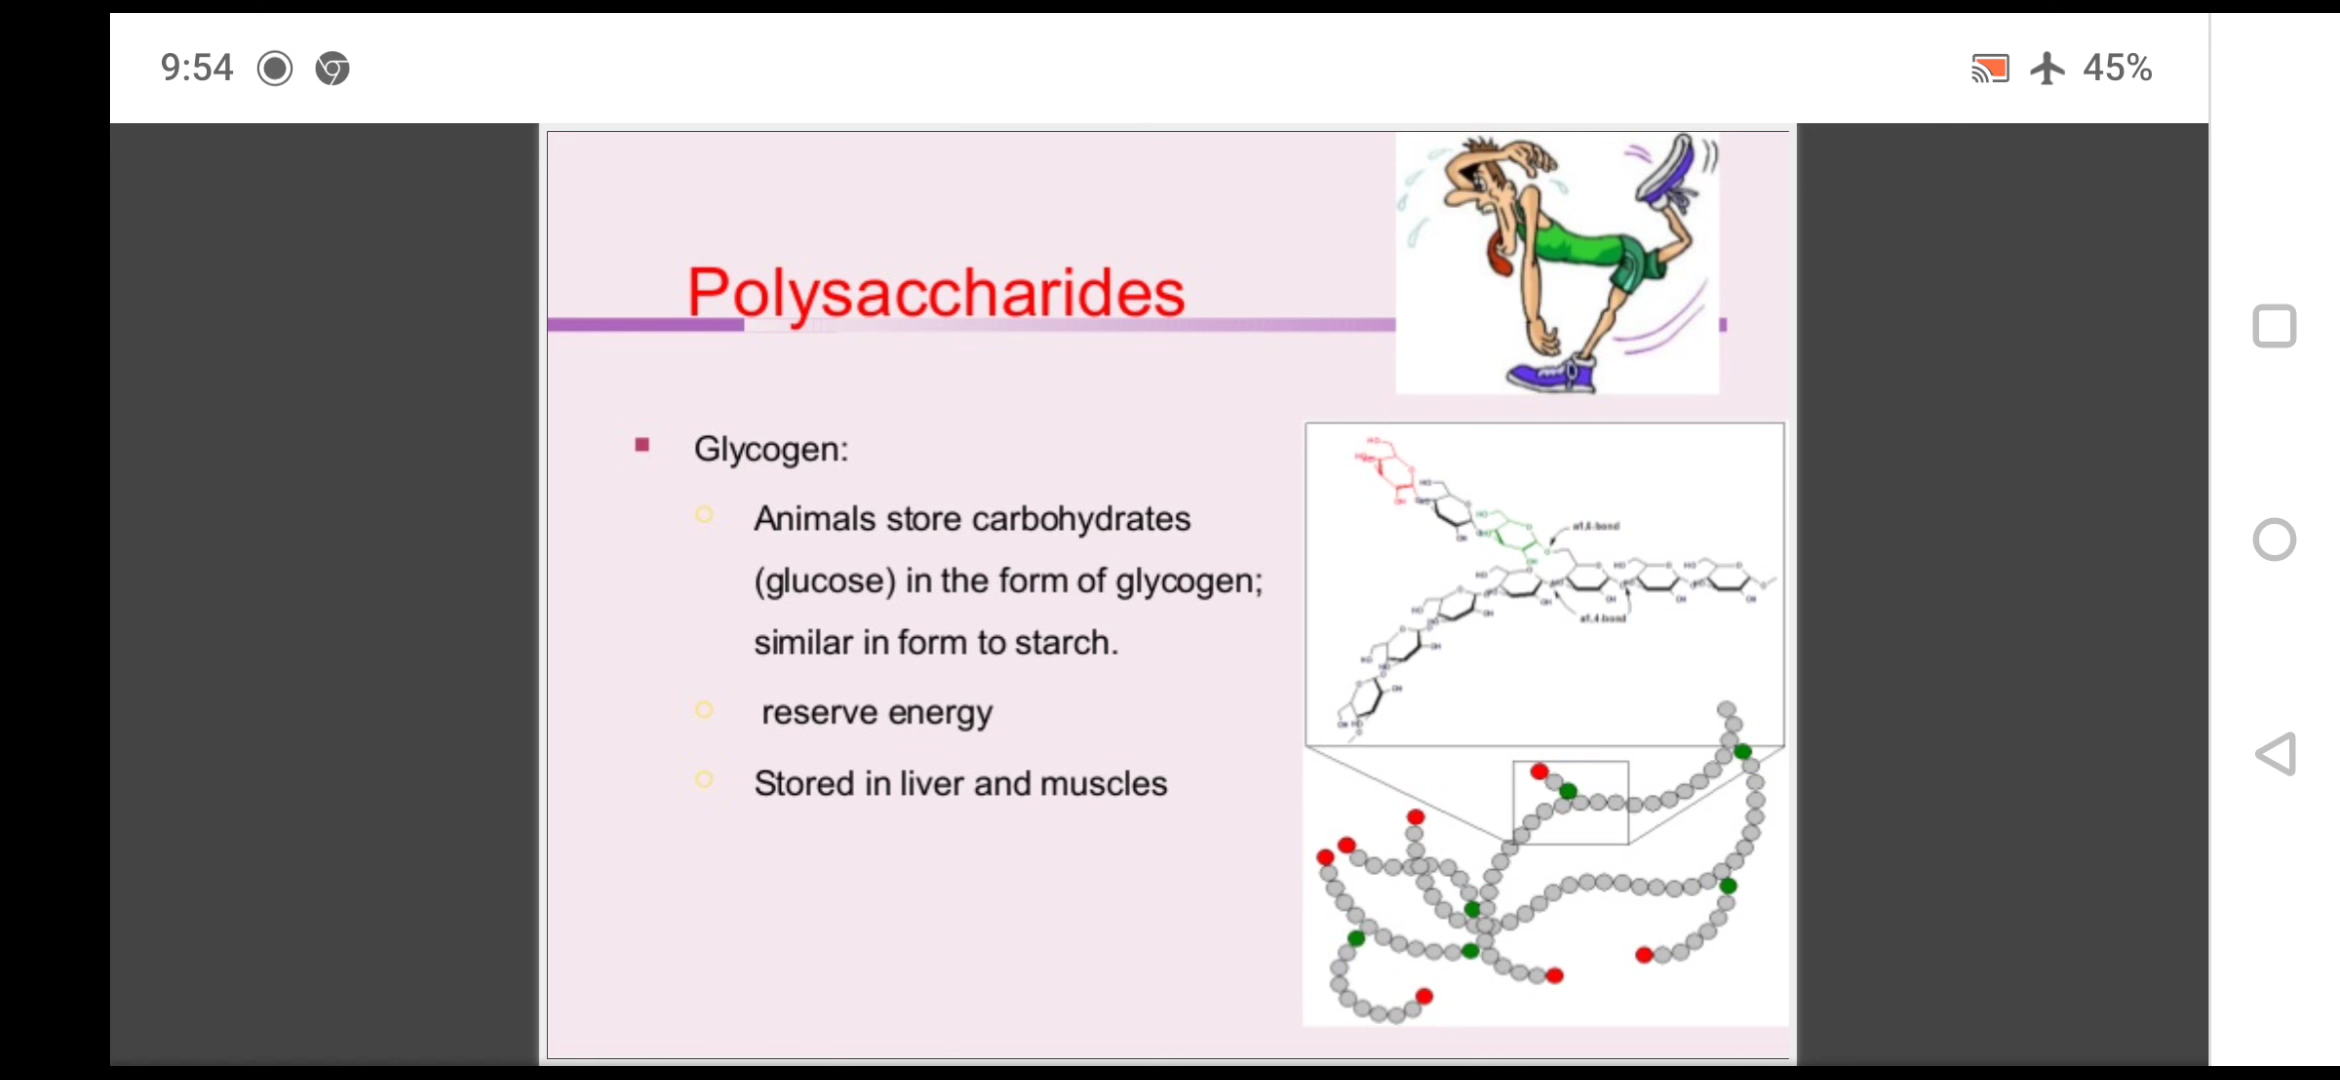 9:54
45%
Polysaccharides
Glycogen:
Animals store carbohydrates
(glucose) in the form of glycogen;
similar in form to starch.
reserve energy
Stored in liver and muscles